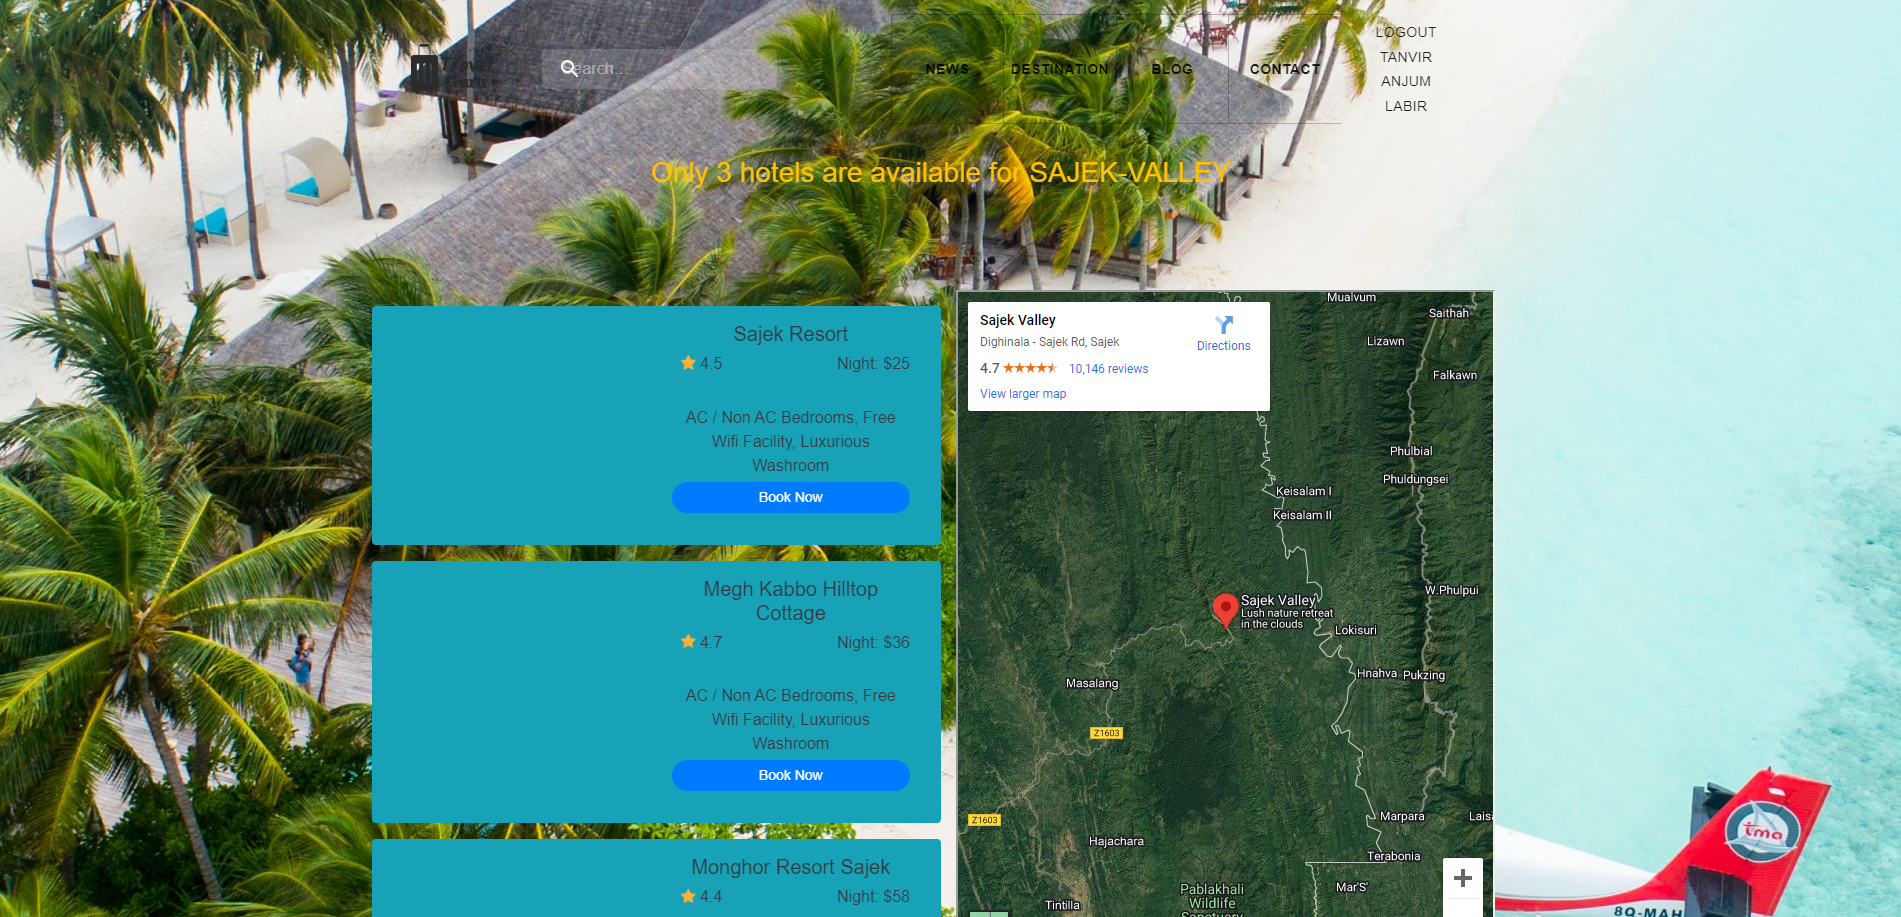 Search...
NEWS
DESTINATION
BLOG
CONTACT
LOGOUT
TANVIR
ANJUM
LABIR
Only 3 hotels are available for SAJEK-VALLEY
Sajek Resort
4.5 Night: $25
AC / Non AC Bedrooms, Free
Wifi Facility, Luxurious
Washroom
Book Now
Megh Kabbo Hilltop
Cottage
4.7 Night: $36
AC / Non AC Bedrooms, Free
Wifi Facility, Luxurious
Washroom
Book Now
Monghor Resort Sajek
4.4 Night: $58
Sajek Valley
Dighinala - Sajek Rd, Sajek
Directions
4.7 10,146 reviews
View larger map
Mualvum
Saithah
Lizawn
Falkawn
Phulbial
Phuldungsei
Keisalam I
Keisalam II
W.Phulpui
Sajek Valley
Lush nature retreat
in the clouds
Lokisuri
Hnahva
Pukzing
Masalang
Z1603
Z1603
Marpara
Hajachara
Terabonia
Mar'S'
Pablakhali
Wildlife
Sanctuary
Tintilla
tma
8Q-MAH